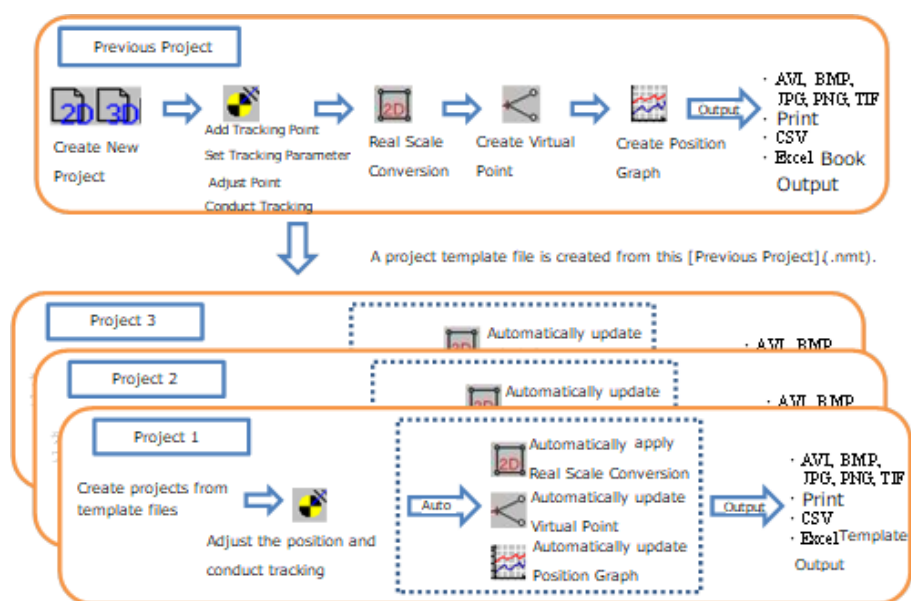 Previous Project
2D 3D
Create New
Project
Add Tracking Point
Set Tracking Parameter
Adjust Point
Conduct Tracking
2D
Real Scale
Conversion
Create Virtual
Point
Create Position
Graph
Output
· AVI, BMP,
JPG, PNG, TIF
· Print
· CSV
· Excel Book
Output
A project template file is created from this [Previous Project](.nmt).
Project 3
2D
Automatically update
· AVI, BMP,
Project 2
2D
Automatically update
· AVI, BMP
Project 1
Create projects from
template files
Adjust the position and
conduct tracking
Auto
2D
Automatically apply
Real Scale Conversion
Automatically update
Virtual Point
Automatically update
Position Graph
Output
· AVI, BMP,
JPG, PNG, TIF
· Print
· CSV
· Excel Template
Output